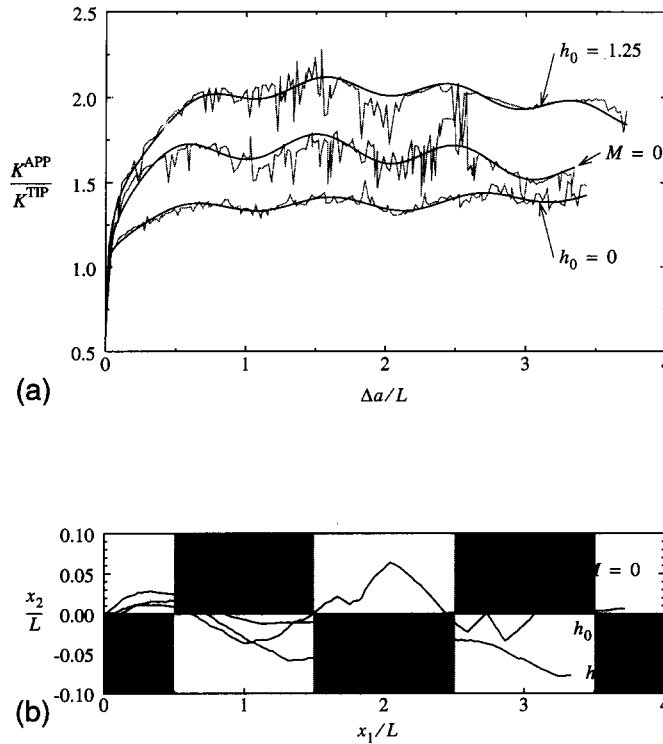 2.5
2.0
1.5
1.0
0.5
K^APP
K^TIP
h₀ = 1.25
M = 0
h₀ = 0
0 1 2 3 4
(a)
Δa/L
0.10
0.05
0.00
-0.05
-0.10
x₂
L
M = 0
h₀
h
0 1 2 3 4
(b)
x₁/L